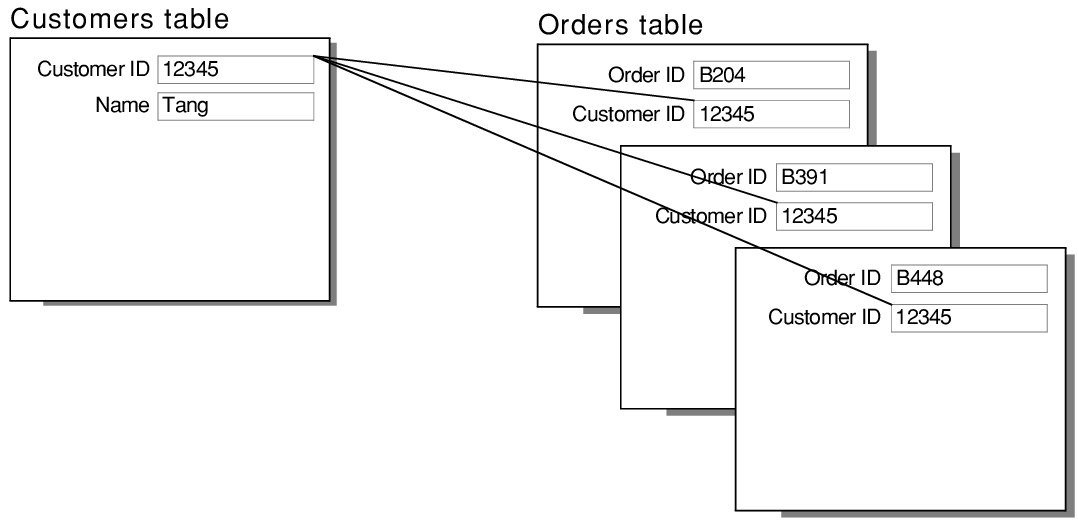 Customers table
Customer ID 12345
Name Tang
Orders table
Order ID B204
Customer ID 12345
Order ID B391
Customer ID 12345
Order ID B448
Customer ID 12345